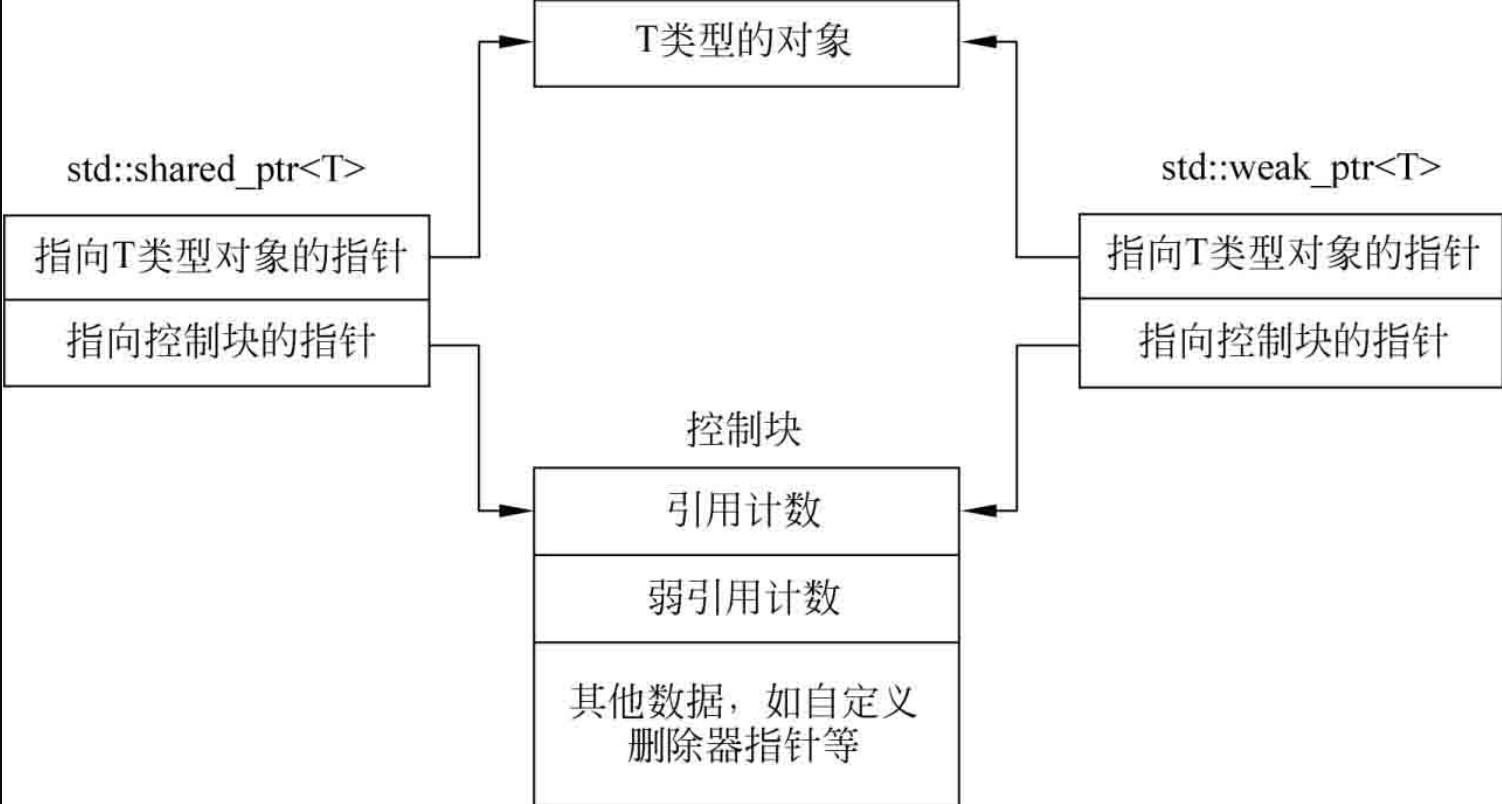 T类型的对象
std::shared_ptr<T>
指向T类型对象的指针
指向控制块的指针
std::weak_ptr<T>
指向T类型对象的指针
指向控制块的指针
控制块
引用计数
弱引用计数
其他数据，如自定义
删除器指针等